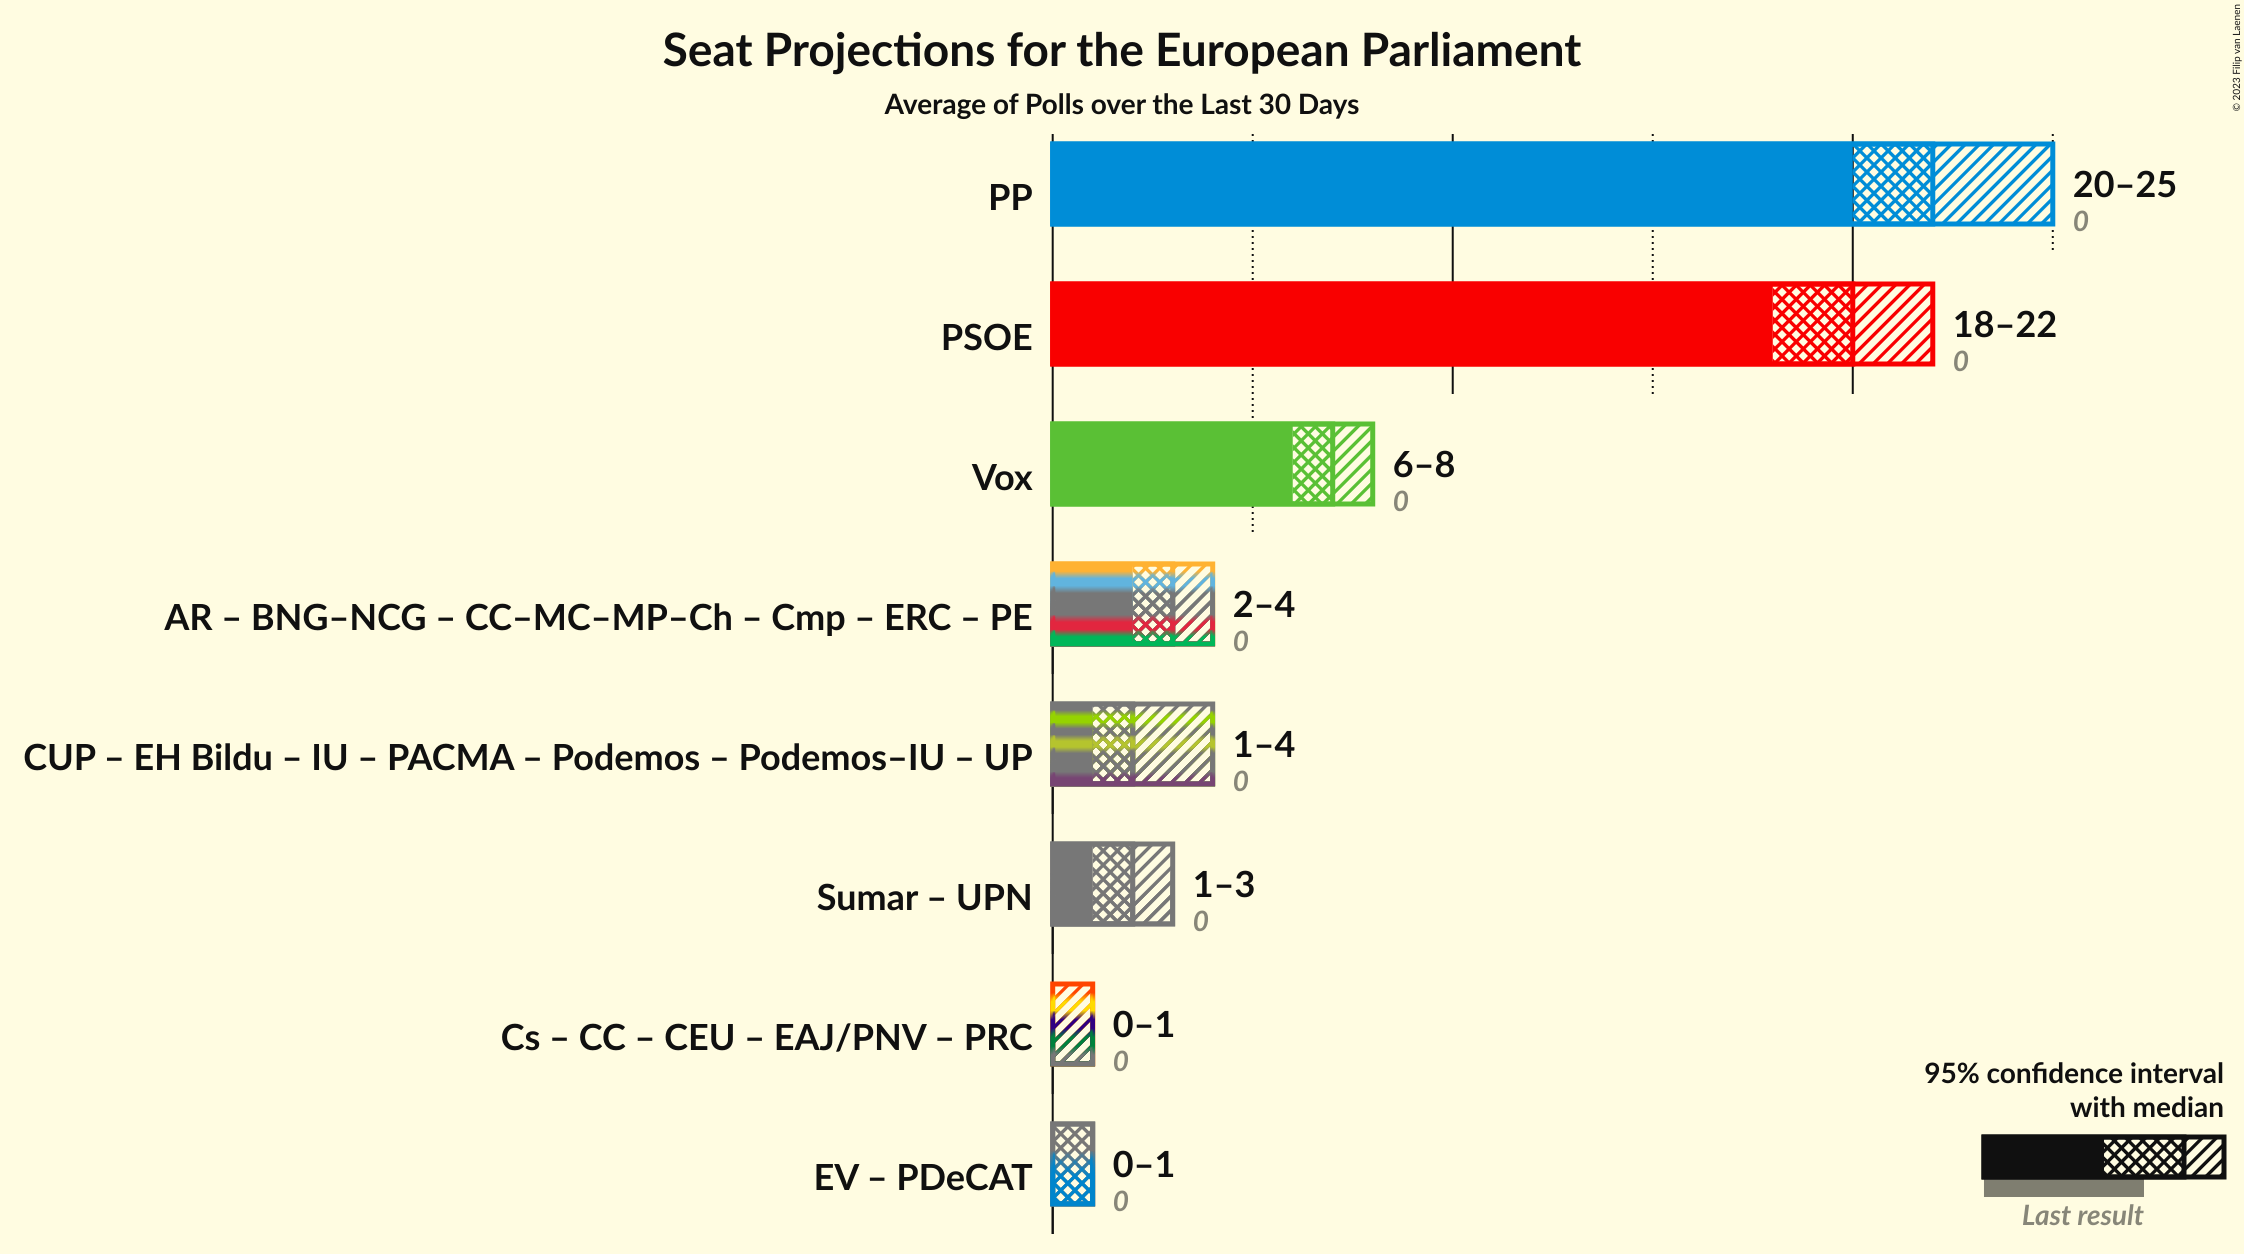 Seat Projections for the European Parliament
Average of Polls over the Last 30 Days
© 2023 Filip van Laenen
PP
20–25
0
PSOE
18–22
0
Vox
6–8
0
AR – BNG–NCG – CC–MC–MP–Ch – Cmp – ERC – PE
2–4
0
CUP – EH Bildu – IU – PACMA – Podemos – Podemos–IU – UP
1–4
0
Sumar – UPN
1–3
0
Cs – CC – CEU – EAJ/PNV – PRC
0–1
0
EV – PDeCAT
0–1
0
95% confidence interval
with median
Last result